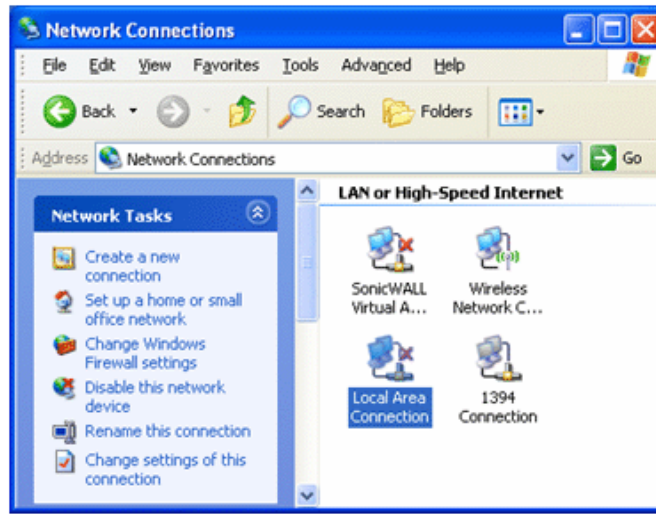 Network Connections
File Edit View Favorites Tools Advanced Help
Back Search Folders
Address Network Connections Go
Network Tasks
Create a new
connection
Set up a home or small
office network
Change Windows
Firewall settings
Disable this network
device
Rename this connection
Change settings of this
connection
LAN or High-Speed Internet
SonicWALL
Virtual A...
Wireless
Network C...
Local Area
Connection
1394
Connection